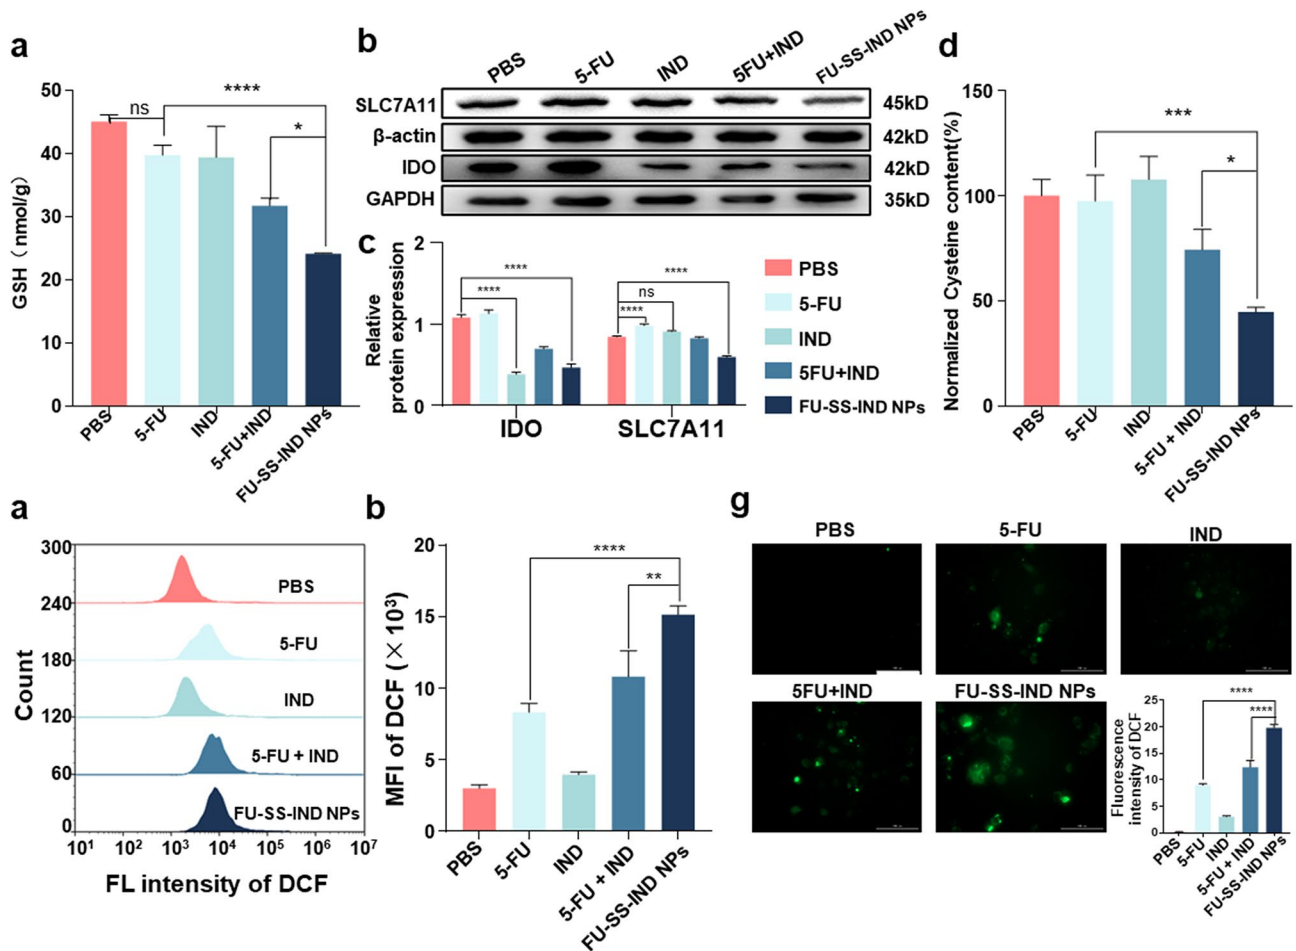 a
50
40
30
20
10
0
GSH (nmol/g)
ns
****
*
PBS
5-FU
IND
5-FU+IND
FU-SS-IND NPs
b
PBS
5-FU
IND
5FU+IND
FU-SS-IND NPs
SLC7A11
45kD
β-actin
42kD
IDO
42kD
GAPDH
35kD
c
2
1
0
Relative
protein expression
****
****
****
ns
****
IDO
SLC7A11
PBS
5-FU
IND
5FU+IND
FU-SS-IND NPs
d
150
100
50
0
Normalized Cysteine content(%)
***
*
PBS
5-FU
IND
5-FU + IND
FU-SS-IND NPs
a
300
240
180
120
60
0
Count
PBS
5-FU
IND
5-FU + IND
FU-SS-IND NPs
10¹ 10² 10³ 10⁴ 10⁵ 10⁶ 10⁷
FL intensity of DCF
b
20
15
10
5
0
MFI of DCF (× 10³)
****
**
PBS
5-FU
IND
5-FU + IND
FU-SS-IND NPs
g
PBS
5-FU
IND
5FU+IND
FU-SS-IND NPs
25
20
15
10
5
0
Fluorescence
intensity of DCF
****
****
PBS
5-FU
IND
5-FU + IND
FU-SS-IND NPs